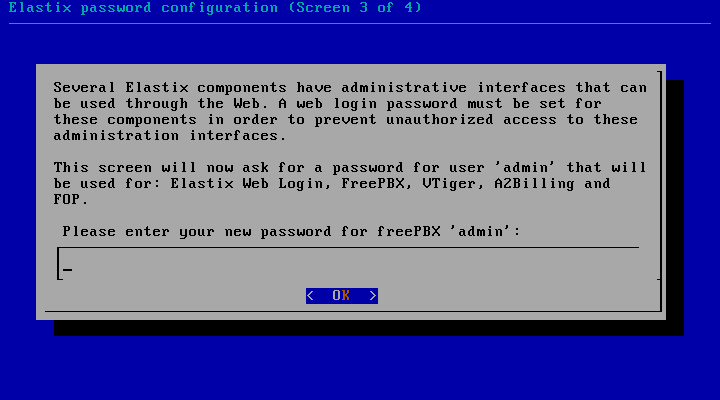 Elastix password configuration (Screen 3 of 4)
Several Elastix components have administrative interfaces that can
be used through the Web. A web login password must be set for
these components in order to prevent unauthorized access to these
administration interfaces.
This screen will now ask for a password for user 'admin' that will
be used for: Elastix Web Login, FreePBX, VTiger, A2Billing and
FOP.
Please enter your new password for freePBX 'admin':
< OK >